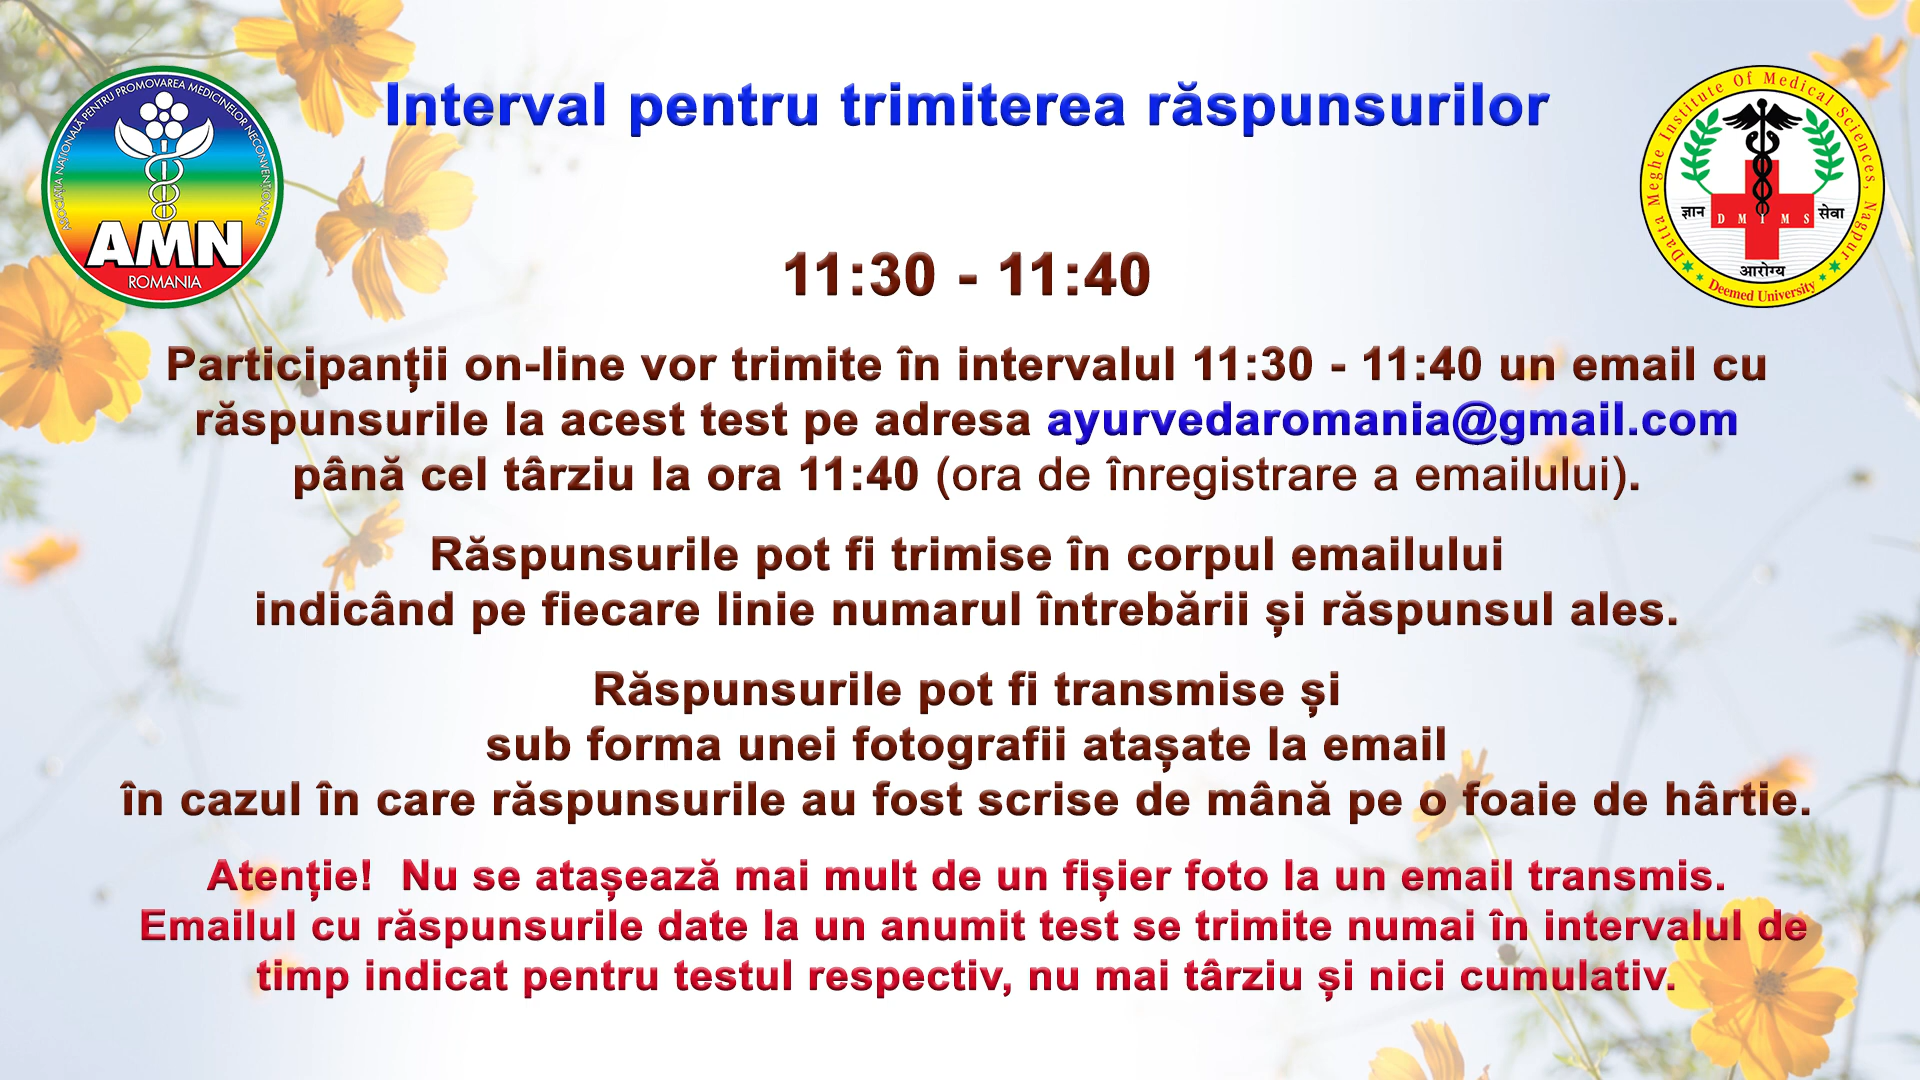 Interval pentru trimiterea răspunsurilor
ASOCIAȚIA NAȚIONALĂ PENTRU PROMOVAREA MEDICINELOR NECONVENȚIONALE
AMN
ROMANIA
Datta Meghe Institute Of Medical Sciences, Nagpur
ज्ञान DMIMS सेवा
आरोग्य
Deemed University
11:30 - 11:40
Participanții on-line vor trimite în intervalul 11:30 - 11:40 un email cu
răspunsurile la acest test pe adresa ayurvedaromania@gmail.com
până cel târziu la ora 11:40 (ora de înregistrare a emailului).
Răspunsurile pot fi trimise în corpul emailului
indicând pe fiecare linie numarul întrebării și răspunsul ales.
Răspunsurile pot fi transmise și
sub forma unei fotografii atașate la email
în cazul în care răspunsurile au fost scrise de mână pe o foaie de hârtie.
Atenție! Nu se atașează mai mult de un fișier foto la un email transmis.
Emailul cu răspunsurile date la un anumit test se trimite numai în intervalul de
timp indicat pentru testul respectiv, nu mai târziu și nici cumulativ.